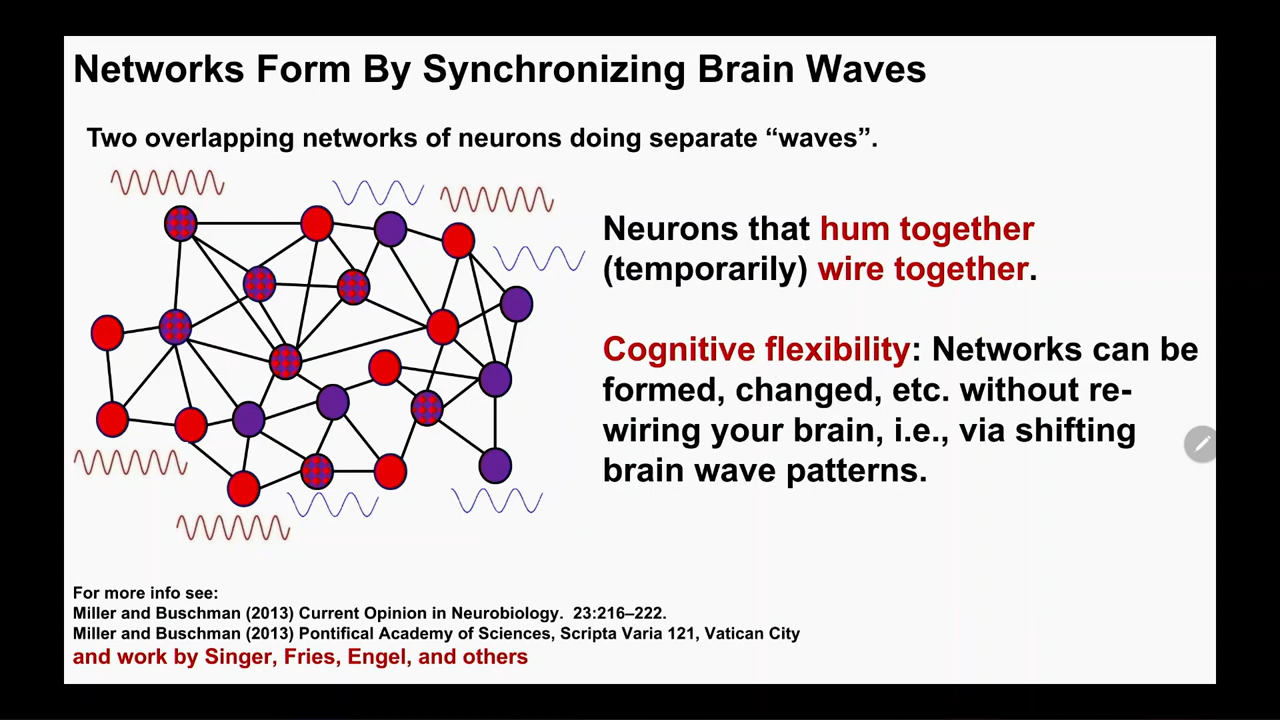 Networks Form By Synchronizing Brain Waves
Two overlapping networks of neurons doing separate “waves”.
Neurons that hum together
(temporarily) wire together.
Cognitive flexibility: Networks can be
formed, changed, etc. without re-
wiring your brain, i.e., via shifting
brain wave patterns.
For more info see:
Miller and Buschman (2013) Current Opinion in Neurobiology.  23:216–222.
Miller and Buschman (2013) Pontifical Academy of Sciences, Scripta Varia 121, Vatican City
and work by Singer, Fries, Engel, and others